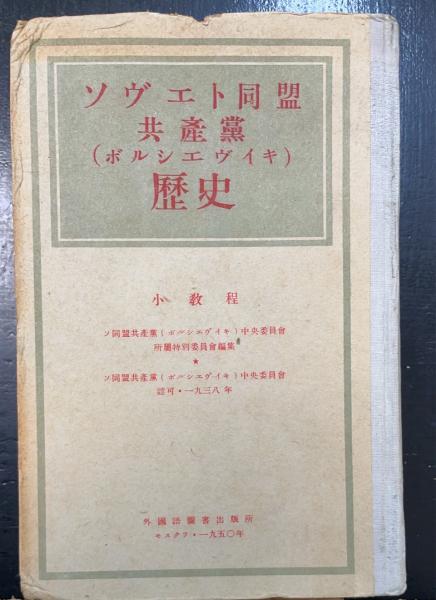 ソヴエト同盟
共產黨
(ボルシエヴイキ)
歷史
小敎程
ソ同盟共產黨(ボルシエヴイキ)中央委員會
所屬特別委員會編集
★
ソ同盟共產黨(ボルシエヴイキ)中央委員會
認可・一九三八年
外國語圖書出版所
モスクワ・一九五〇年